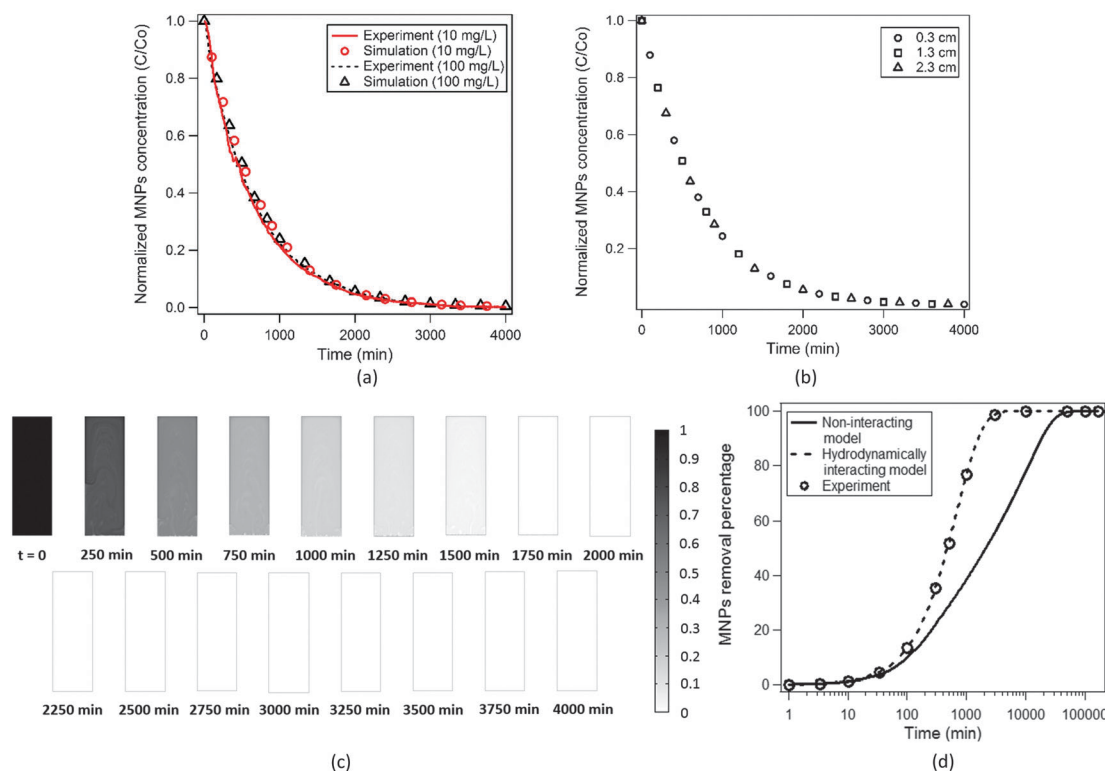 Normalized MNPs concentration (C/Co)
1.0
0.8
0.6
0.4
0.2
0.0
Experiment (10 mg/L)
Simulation (10 mg/L)
Experiment (100 mg/L)
Simulation (100 mg/L)
0 1000 2000 3000 4000
Time (min)
(a)
Normalized MNPs concentration (C/Co)
1.0
0.8
0.6
0.4
0.2
0.3 cm
1.3 cm
2.3 cm
0 1000 2000 3000 4000
Time (min)
(b)
t = 0 250 min 500 min 750 min 1000 min 1250 min 1500 min 1750 min 2000 min
2250 min 2500 min 2750 min 3000 min 3250 min 3500 min 3750 min 4000 min
1
0.9
0.8
0.7
0.6
0.5
0.4
0.3
0.2
0.1
0
(c)
MNPs removal percentage
100
80
60
40
20
0
Non-interacting
model
Hydrodynamically
interacting model
Experiment
1 10 100 1000 10000 100000
Time (min)
(d)